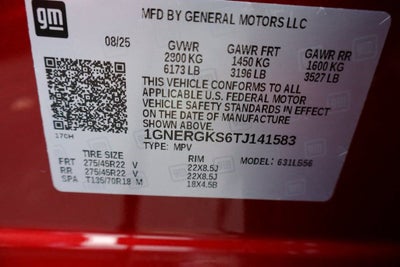 gm
MFD BY GENERAL MOTORS LLC
08/25 GVWR GAWR FRT GAWR RR
2800 KG 1450 KG 1600 KG
6173 LB 3196 LB 3527 LB
THIS VEHICLE CONFORMS TO ALL
APPLICABLE U.S. FEDERAL MOTOR
VEHICLE SAFETY STANDARDS IN EFFECT
ON THE DATE OF MANUFACTURE
SHOWN ABOVE.
1GNERGKS6TJ141583
17CH TYPE: MPV
TIRE SIZE RIM MODEL: 631LB56
FRT 275/45R22 V 22X8.5J
RR 275/45R22 V 22X8.5J
SPA T135/70R18 M 18X4.5B